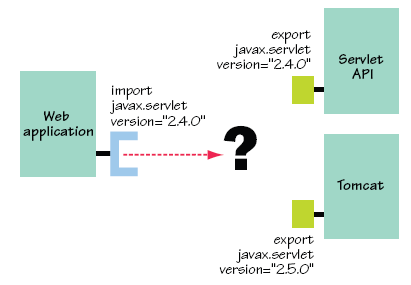 export
javax.servlet
version="2.4.0"
Servlet
API
import
javax.servlet
version="2.4.0"
Web
application
?
Tomcat
export
javax.servlet
version="2.5.0"